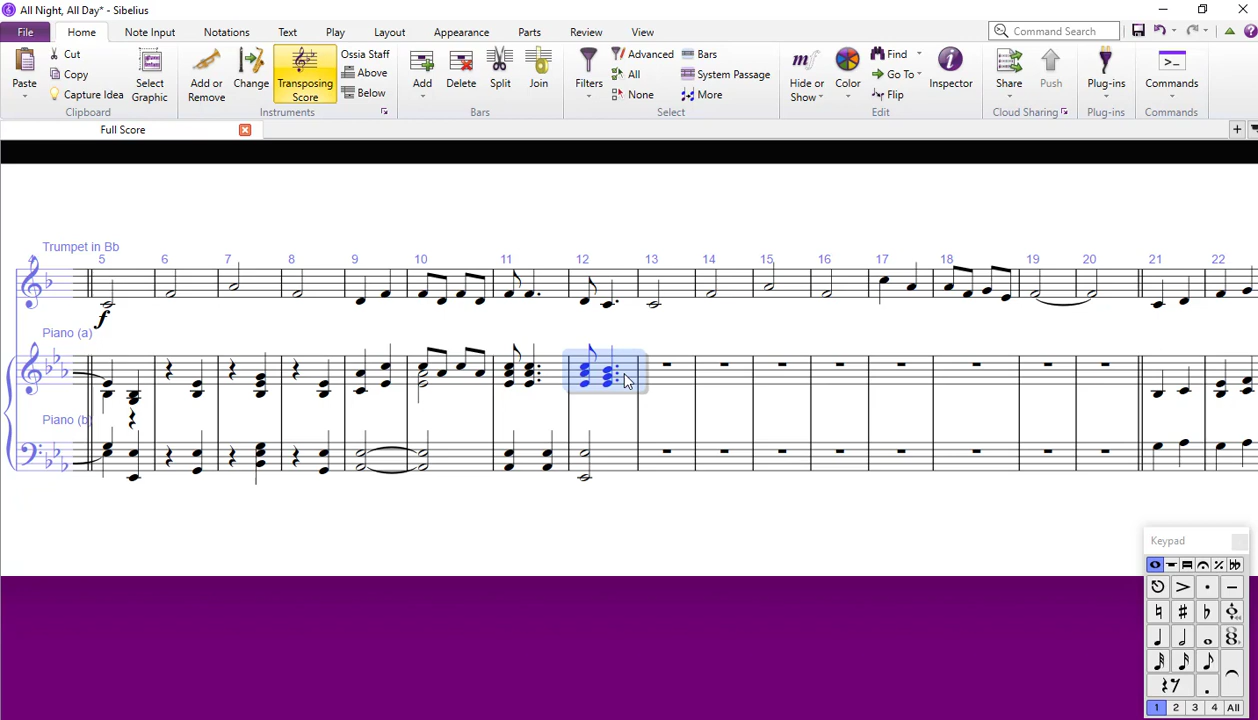 All Night, All Day* - Sibelius
File Home Note Input Notations Text Play Layout Appearance Parts Review View Command Search
Paste Cut Copy Capture Idea Select Graphic Add or Remove Change Transposing Score Ossia Staff Above Below Add Delete Split Join Filters Advanced All None Bars System Passage More Hide or Show Color Find Go To Flip Inspector Share Push Plug-ins Commands
Clipboard Instruments Bars Select Edit Cloud Sharing Plug-ins Commands
Full Score
Trumpet in Bb
4 5 6 7 8 9 10 11 12 13 14 15 16 17 18 19 20 21 22
f
Piano (a)
Piano (b)
Keypad
1 2 3 4 All